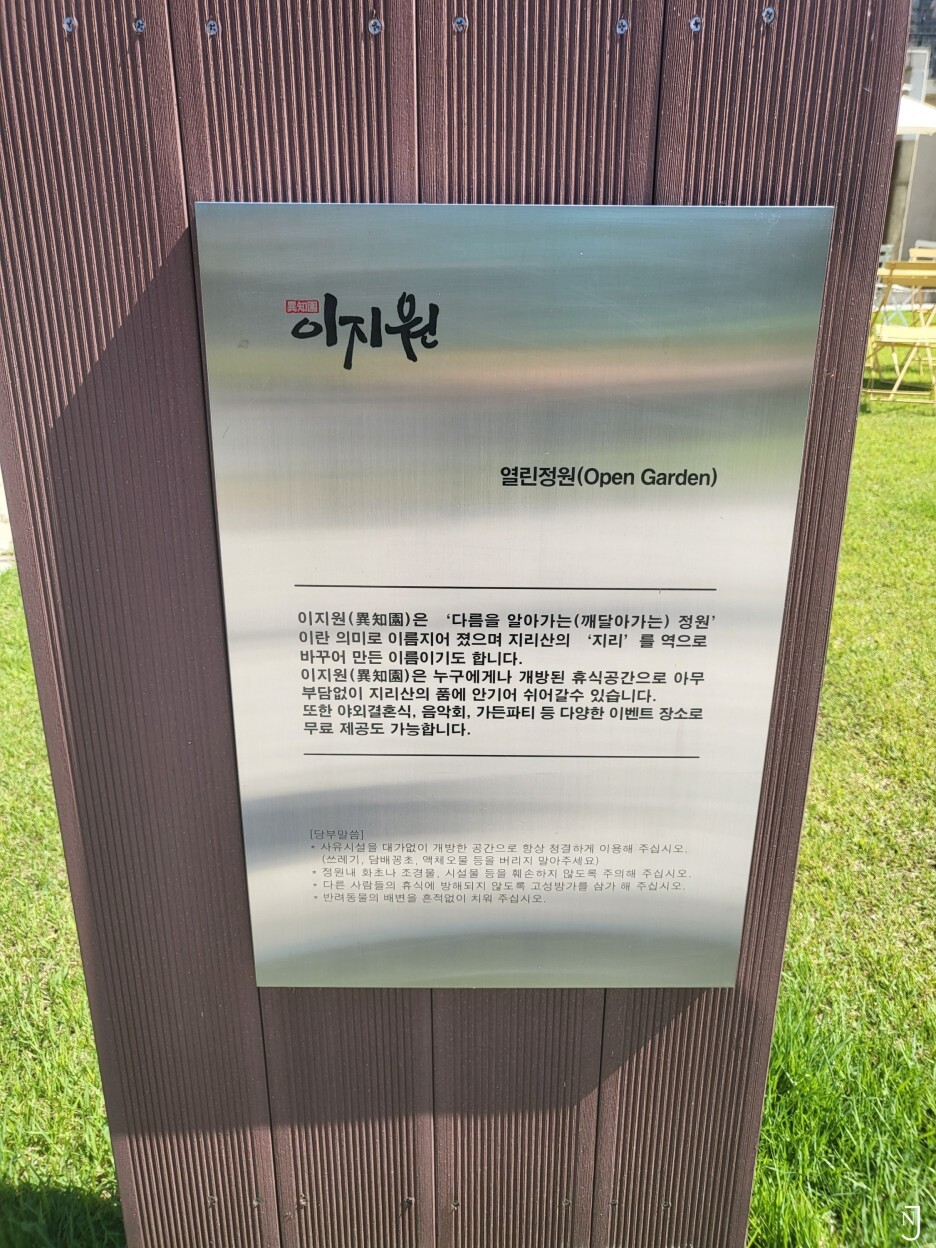 異知園
이지원
열린정원(Open Garden)
이지원(異知園)은 ‘다름을 알아가는(깨달아가는) 정원’
이란 의미로 이름지어 졌으며 지리산의 ‘지리’를 역으로
바꾸어 만든 이름이기도 합니다.
이지원(異知園)은 누구에게나 개방된 휴식공간으로 아무
부담없이 지리산의 품에 안기어 쉬어갈수 있습니다.
또한 야외결혼식, 음악회, 가든파티 등 다양한 이벤트 장소로
무료 제공도 가능합니다.
[당부말씀]
* 사유시설을 대가없이 개방한 공간으로 항상 청결하게 이용해 주십시오.
(쓰레기, 담배꽁초, 액체오물 등을 버리지 말아주세요)
* 정원내 화초나 조경물, 시설물 등을 훼손하지 않도록 주의해 주십시오.
* 다른 사람들의 휴식에 방해되지 않도록 고성방가를 삼가 해 주십시오.
* 반려동물의 배변을 흔적없이 치워 주십시오.
NJ